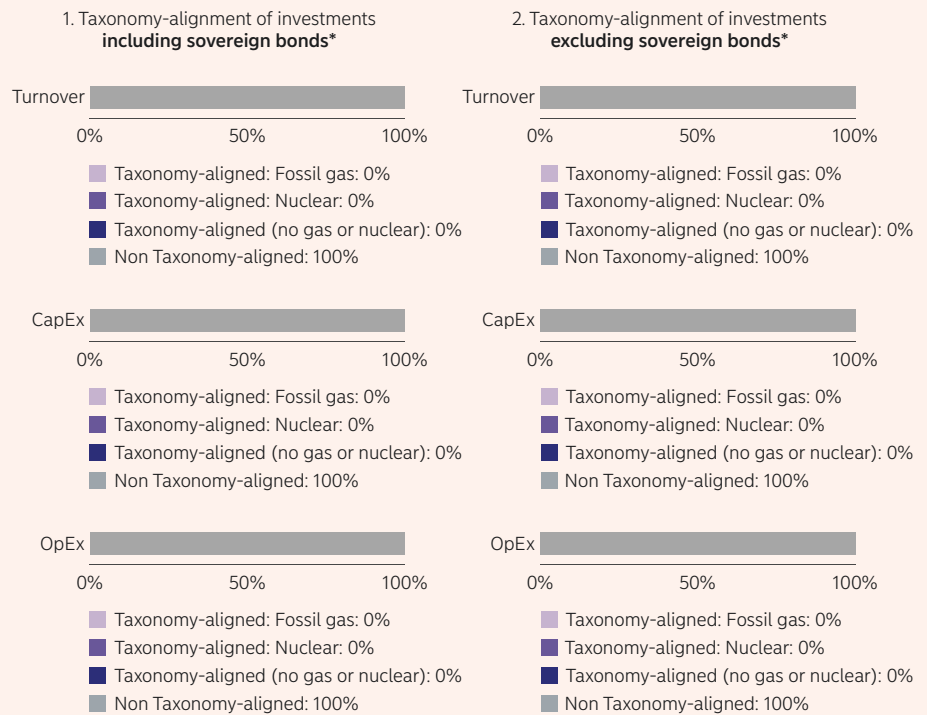 1. Taxonomy-alignment of investments
including sovereign bonds*
Turnover
0% 50% 100%
Taxonomy-aligned: Fossil gas: 0%
Taxonomy-aligned: Nuclear: 0%
Taxonomy-aligned (no gas or nuclear): 0%
Non Taxonomy-aligned: 100%
CapEx
0% 50% 100%
Taxonomy-aligned: Fossil gas: 0%
Taxonomy-aligned: Nuclear: 0%
Taxonomy-aligned (no gas or nuclear): 0%
Non Taxonomy-aligned: 100%
OpEx
0% 50% 100%
Taxonomy-aligned: Fossil gas: 0%
Taxonomy-aligned: Nuclear: 0%
Taxonomy-aligned (no gas or nuclear): 0%
Non Taxonomy-aligned: 100%
2. Taxonomy-alignment of investments
excluding sovereign bonds*
Turnover
0% 50% 100%
Taxonomy-aligned: Fossil gas: 0%
Taxonomy-aligned: Nuclear: 0%
Taxonomy-aligned (no gas or nuclear): 0%
Non Taxonomy-aligned: 100%
CapEx
0% 50% 100%
Taxonomy-aligned: Fossil gas: 0%
Taxonomy-aligned: Nuclear: 0%
Taxonomy-aligned (no gas or nuclear): 0%
Non Taxonomy-aligned: 100%
OpEx
0% 50% 100%
Taxonomy-aligned: Fossil gas: 0%
Taxonomy-aligned: Nuclear: 0%
Taxonomy-aligned (no gas or nuclear): 0%
Non Taxonomy-aligned: 100%